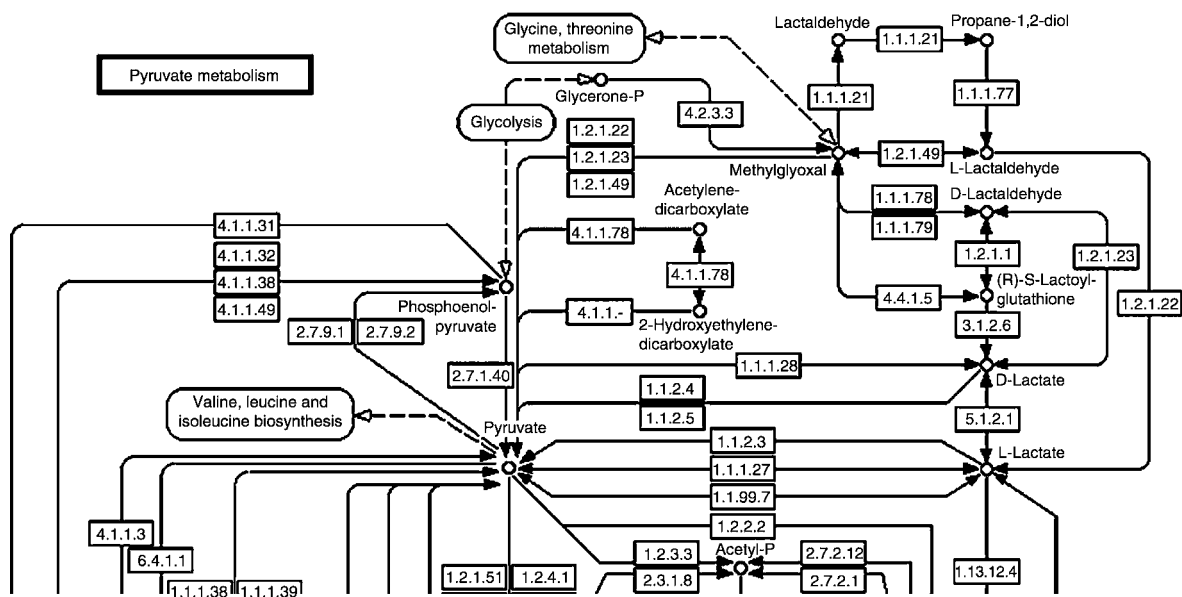 Pyruvate metabolism
Glycine, threonine
metabolism
Lactaldehyde
Propane-1,2-diol
1.1.1.21
1.1.1.21
1.1.1.77
Glycerone-P
Glycolysis
4.2.3.3
1.2.1.22
1.2.1.23
1.2.1.49
Methylglyoxal
1.2.1.49
L-Lactaldehyde
Acetylene-
dicarboxylate
4.1.1.78
4.1.1.78
4.1.1.-
2-Hydroxyethylene-
dicarboxylate
1.1.1.78
1.1.1.79
D-Lactaldehyde
1.2.1.1
1.2.1.23
4.4.1.5
(R)-S-Lactoyl-
glutathione
1.2.1.22
3.1.2.6
4.1.1.31
4.1.1.32
4.1.1.38
4.1.1.49
Phosphoenol-
pyruvate
2.7.9.1
2.7.9.2
2.7.1.40
1.1.1.28
D-Lactate
1.1.2.4
1.1.2.5
5.1.2.1
Valine, leucine and
isoleucine biosynthesis
Pyruvate
1.1.2.3
L-Lactate
1.1.1.27
1.1.99.7
1.2.2.2
4.1.1.3
6.4.1.1
1.1.1.38
1.1.1.39
1.2.1.51
1.2.4.1
1.2.3.3
Acetyl-P
2.7.2.12
2.3.1.8
2.7.2.1
1.13.12.4